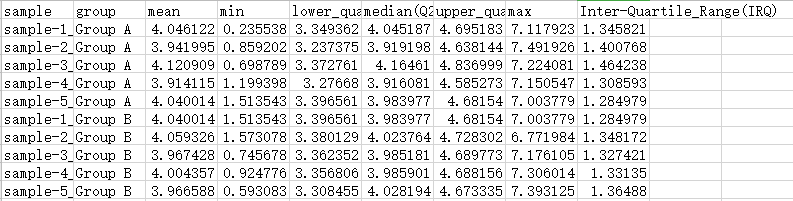 sample group mean min lower_qua median(Q2 upper_qua max Inter-Quartile_Range(IRQ)
sample-1_ Group A 4.046122 0.235538 3.349362 4.045187 4.695183 7.117923 1.345821
sample-2_ Group A 3.941995 0.859202 3.237375 3.919198 4.638144 7.491926 1.400768
sample-3_ Group A 4.120909 0.698789 3.372761 4.16461 4.836999 7.224081 1.464238
sample-4_ Group A 3.914115 1.199398 3.27668 3.916081 4.585273 7.150547 1.308593
sample-5_ Group A 4.040014 1.513543 3.396561 3.983977 4.68154 7.003779 1.284979
sample-1_ Group B 4.040014 1.513543 3.396561 3.983977 4.68154 7.003779 1.284979
sample-2_ Group B 4.059326 1.573078 3.380129 4.023764 4.728302 6.771984 1.348172
sample-3_ Group B 3.967428 0.745678 3.362352 3.985181 4.689773 7.176105 1.327421
sample-4_ Group B 4.004357 0.924776 3.356806 3.985901 4.688156 7.306014 1.33135
sample-5_ Group B 3.966588 0.593083 3.308455 4.028194 4.673335 7.393125 1.36488